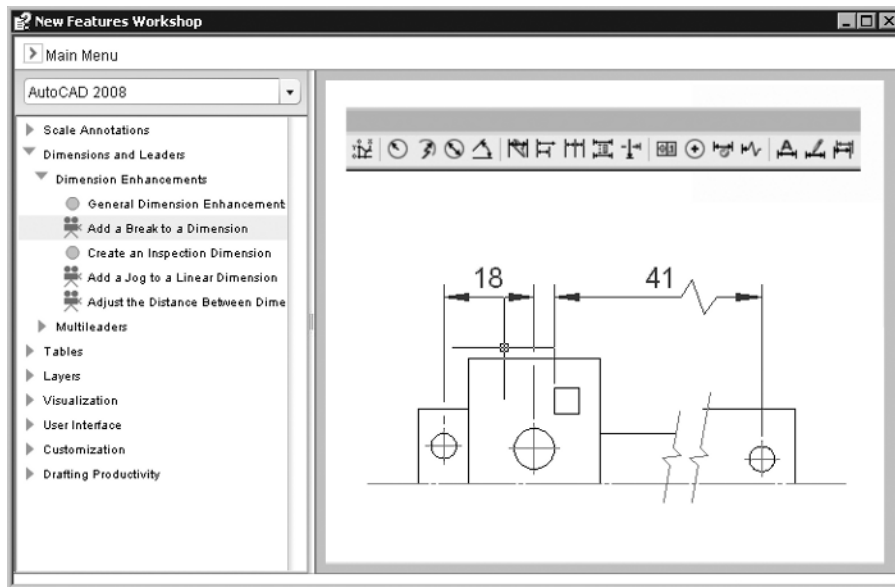 New Features Workshop
Main Menu
AutoCAD 2008
Scale Annotations
Dimensions and Leaders
Dimension Enhancements
General Dimension Enhancement
Add a Break to a Dimension
Create an Inspection Dimension
Add a Jog to a Linear Dimension
Adjust the Distance Between Dime
Multileaders
Tables
Layers
Visualization
User Interface
Customization
Drafting Productivity
18
41